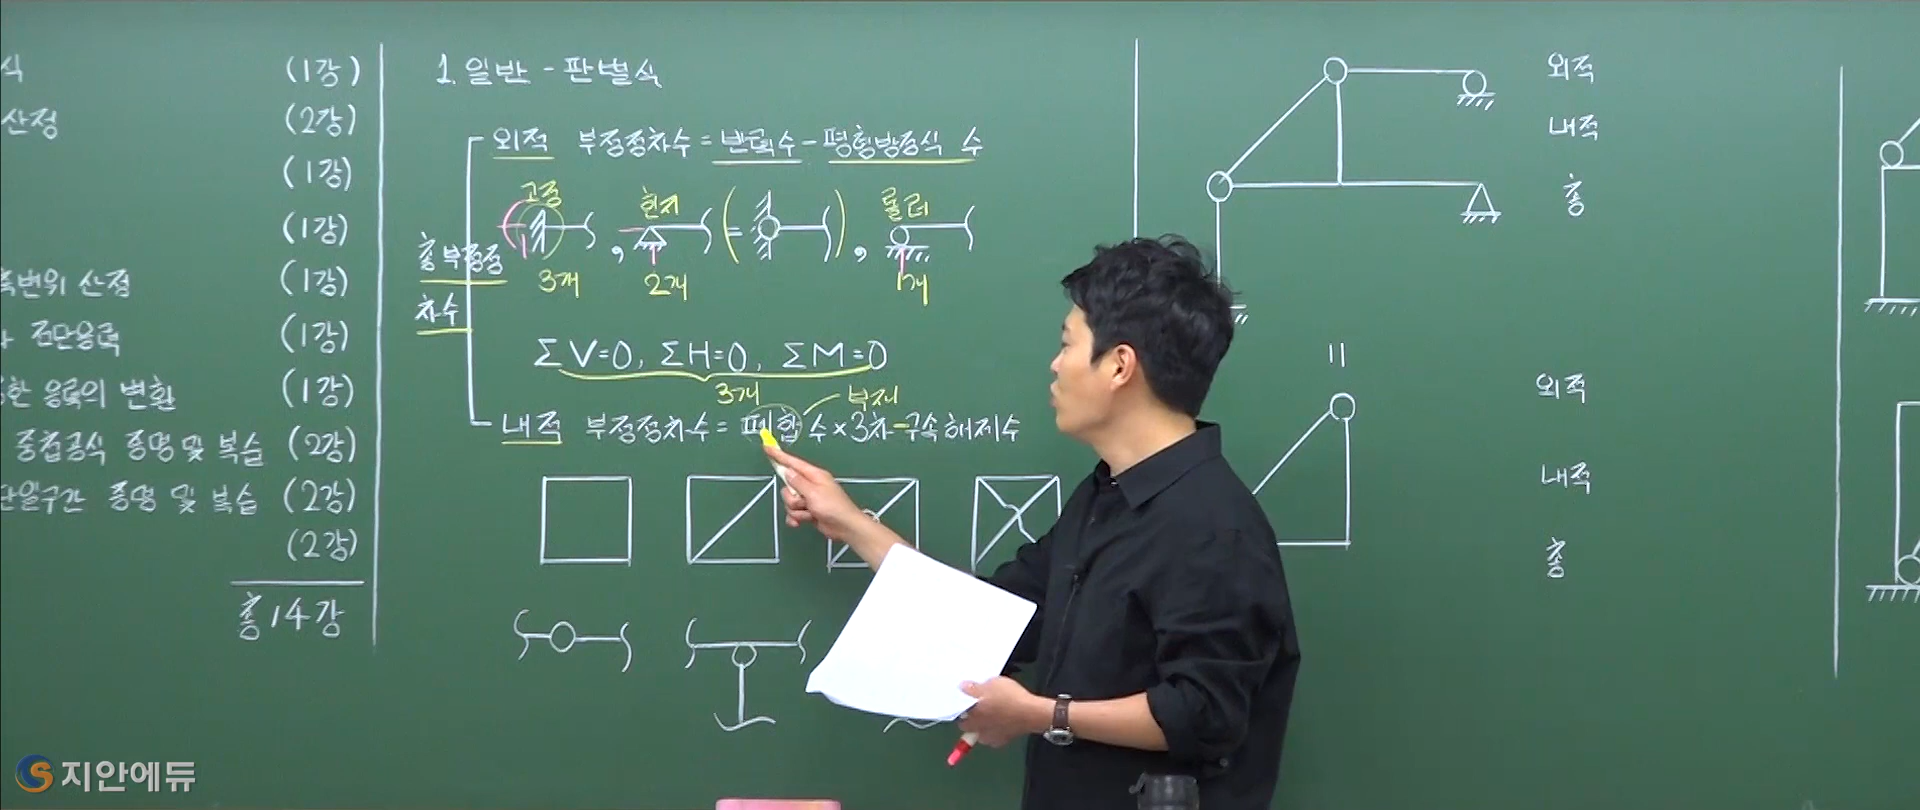 식 (1강)
산정 (2강)
(1강)
(1강)
변위 산정 (1강)
전단응력 (1강)
한 응력의 변환 (1강)
중첩공식 증명 및 복습 (2강)
단일구간 증명 및 복습 (2강)
(2강)
총 14강
1. 일반 - 판별식
외적 부정정차수 = 반력수 - 평형방정식 수
고정 힌지 롤러
, ( = ) ,
3개 2개 1개
총부정정
차수
ΣV=0, ΣH=0, ΣM=0
3개
부재
내적 부정정차수 = 폐합 수 × 3차 - 구속해제수
외적
내적
총
=
외적
내적
총
지안에듀